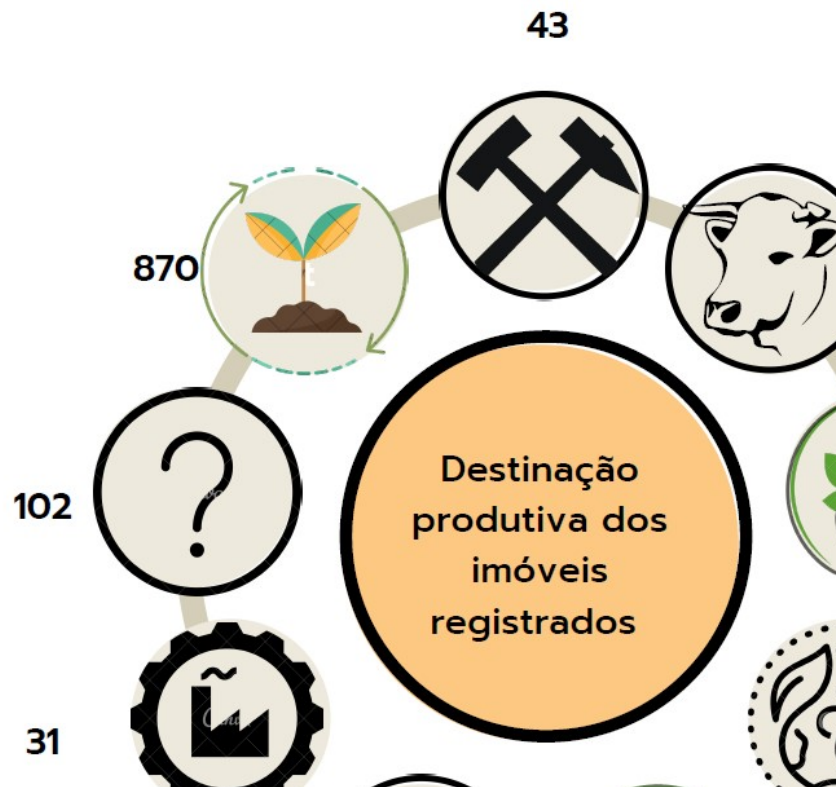 43
870
102
Destinação
produtiva dos
imóveis
registrados
31